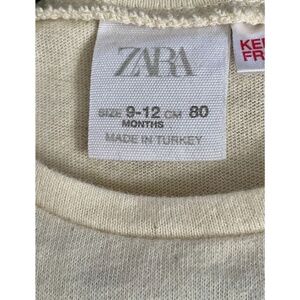 ZARA
SIZE 9-12 CM 80
MONTHS
MADE IN TURKEY
KE
FR